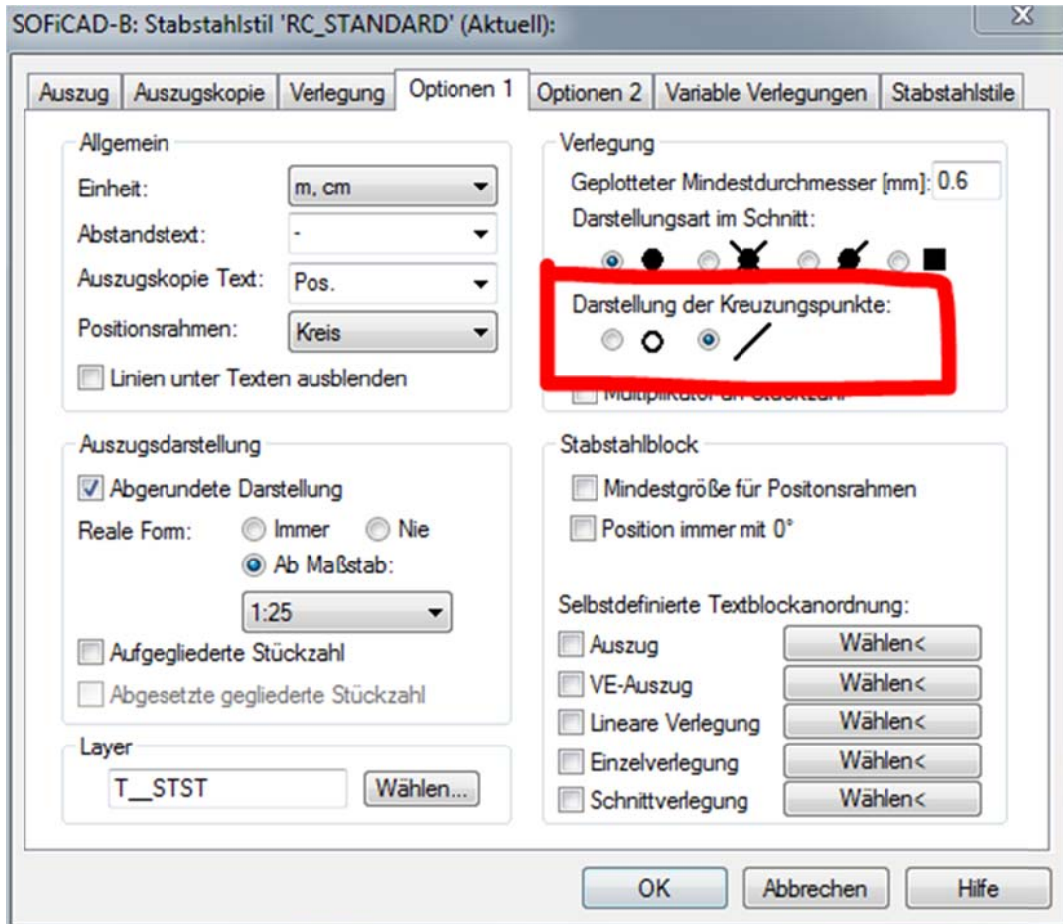 SOFiCAD-B: Stabstahlstil 'RC_STANDARD' (Aktuell):
Auszug
Auszugskopie
Verlegung
Optionen 1
Optionen 2
Variable Verlegungen
Stabstahlstile
Allgemein
Einheit:
m, cm
Abstandstext:
-
Auszugskopie Text:
Pos.
Positionsrahmen:
Kreis
Linien unter Texten ausblenden
Auszugsdarstellung
Abgerundete Darstellung
Reale Form:
Immer
Nie
Ab Maßstab:
1:25
Aufgegliederte Stückzahl
Abgesetzte gegliederte Stückzahl
Layer
T__STST
Wählen...
Verlegung
Geplotteter Mindestdurchmesser [mm]: 0.6
Darstellungsart im Schnitt:
Darstellung der Kreuzungspunkte:
Multiplikator an Stückzahl
Stabstahlblock
Mindestgröße für Positonsrahmen
Position immer mit 0°
Selbstdefinierte Textblockanordnung:
Auszug
Wählen<
VE-Auszug
Wählen<
Lineare Verlegung
Wählen<
Einzelverlegung
Wählen<
Schnittverlegung
Wählen<
OK
Abbrechen
Hilfe